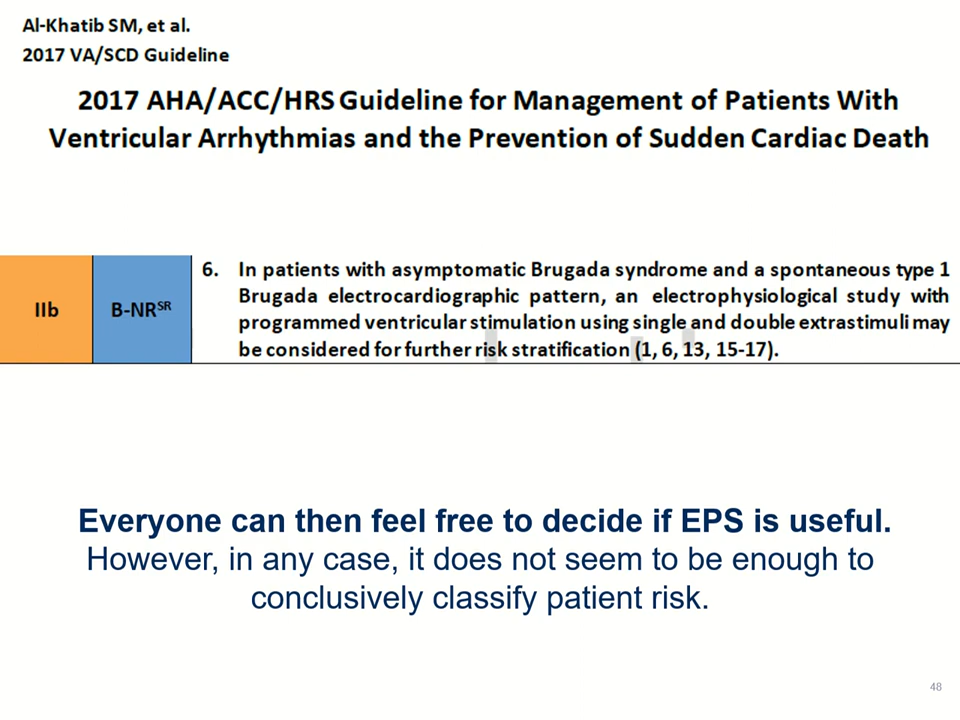 Al-Khatib SM, et al.
2017 VA/SCD Guideline
2017 AHA/ACC/HRS Guideline for Management of Patients With
Ventricular Arrhythmias and the Prevention of Sudden Cardiac Death
IIb
B-NRSR
6. In patients with asymptomatic Brugada syndrome and a spontaneous type 1
Brugada electrocardiographic pattern, an electrophysiological study with
programmed ventricular stimulation using single and double extrastimuli may
be considered for further risk stratification (1, 6, 13, 15-17).
Everyone can then feel free to decide if EPS is useful.
However, in any case, it does not seem to be enough to
conclusively classify patient risk.
48